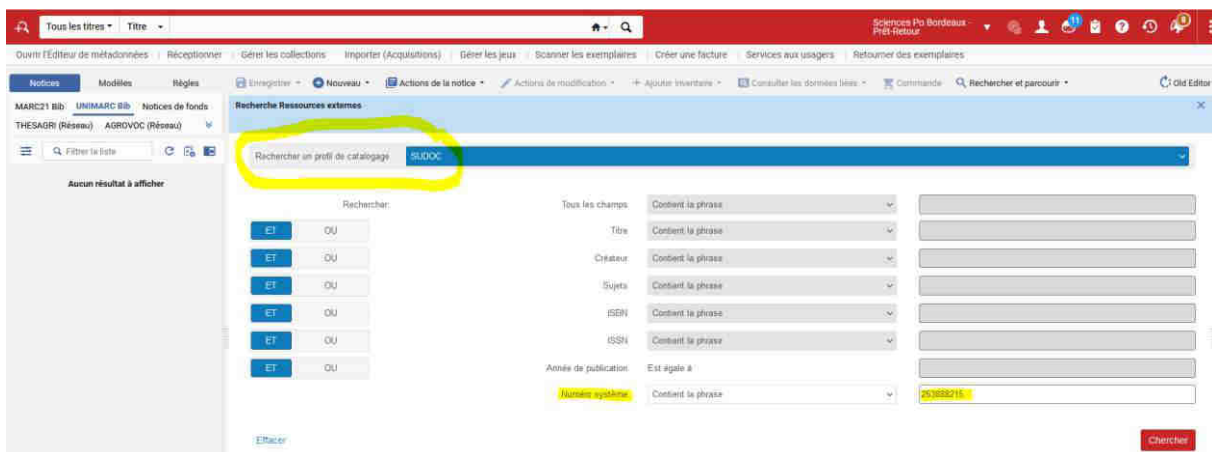 Tous les titres Titre
Sciences Po Bordeaux -
Prêt-Retour
11
8
Ouvrir l'Éditeur de métadonnées Réceptionner Gérer les collections Importer (Acquisitions) Gérer les jeux Scanner les exemplaires Créer une facture Services aux usagers Retourner des exemplaires
Notices Modèles Règles Enregistrer Nouveau Actions de la notice Actions de modification Ajouter inventaire Consulter les données liées Commande Rechercher et parcourir Old Editor
MARC21 Bib UNIMARC Bib Notices de fonds
THESAGRI (Réseau) AGROVOC (Réseau)
Recherche Ressources externes
Filtrer la liste
Aucun résultat à afficher
Rechercher un profil de catalogage SUDOC
Rechercher: Tous les champs Contient la phrase
ET OU Titre Contient la phrase
ET OU Créateur Contient la phrase
ET OU Sujets Contient la phrase
ET OU ISBN Contient la phrase
ET OU ISSN Contient la phrase
ET OU Année de publication Est égale à
Numéro système Contient la phrase
Effacer Chercher